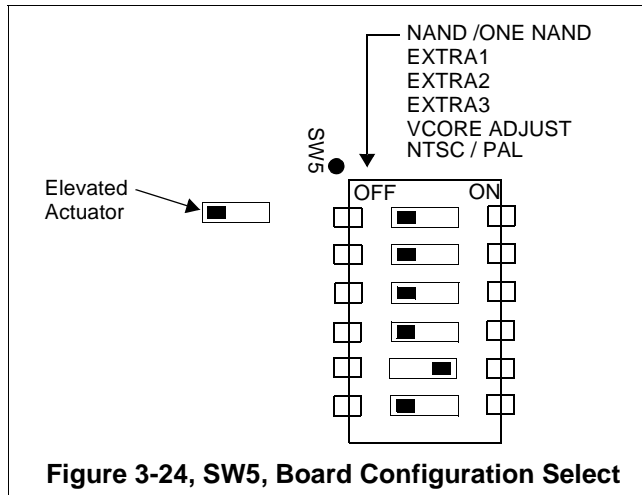 NAND /ONE NAND
EXTRA1
EXTRA2
EXTRA3
VCORE ADJUST
NTSC / PAL
SW5
Elevated
Actuator
OFF ON
Figure 3-24, SW5, Board Configuration Select